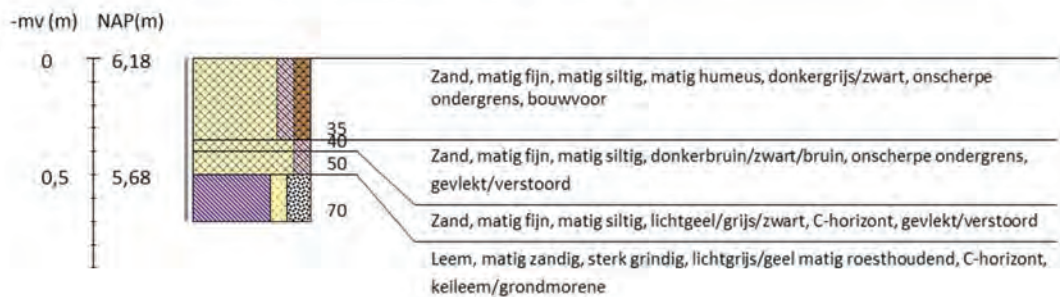 -mv (m) NAP(m)
0 6,18
Zand, matig fijn, matig siltig, matig humeus, donkergrijs/zwart, onscherpe
ondergrens, bouwvoor
35
40
Zand, matig fijn, matig siltig, donkerbruin/zwart/bruin, onscherpe ondergrens,
gevlekt/verstoord
50
0,5 5,68
70
Zand, matig fijn, matig siltig, lichtgeel/grijs/zwart, C-horizont, gevlekt/verstoord
Leem, matig zandig, sterk grindig, lichtgrijs/geel matig roesthoudend, C-horizont,
keileem/grondmorene